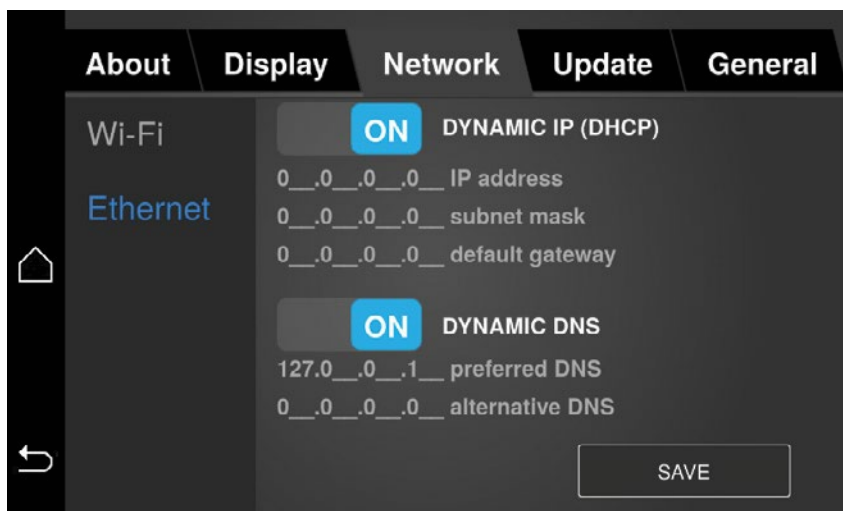 About Display Network Update General
Wi-Fi
Ethernet
ON DYNAMIC IP (DHCP)
0__.0__.0__.0__ IP address
0__.0__.0__.0__ subnet mask
0__.0__.0__.0__ default gateway
ON DYNAMIC DNS
127.0__.0__.1__ preferred DNS
0__.0__.0__.0__ alternative DNS
SAVE